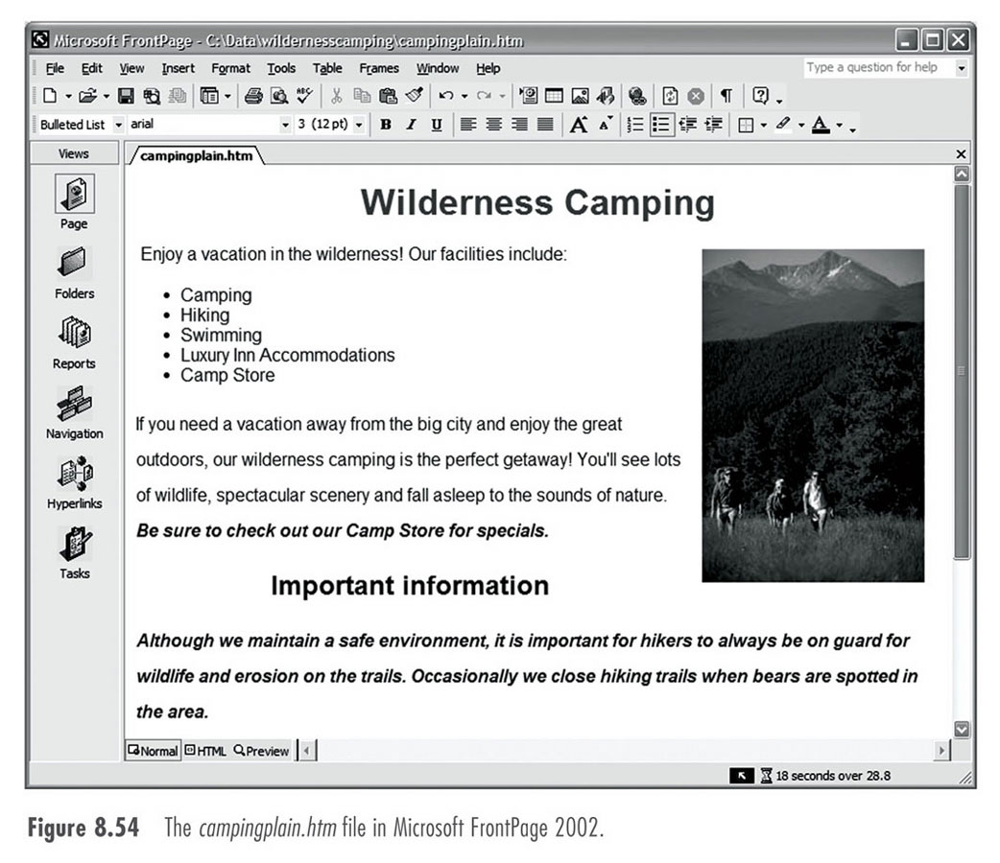 Microsoft FrontPage - C:\Data\wildernesscamping\campingplain.htm
File Edit View Insert Format Tools Table Frames Window Help
Type a question for help
Bulleted List arial 3 (12 pt) B I U A A A
Views
campingplain.htm
Page
Folders
Reports
Navigation
Hyperlinks
Tasks
Wilderness Camping
Enjoy a vacation in the wilderness! Our facilities include:
• Camping
• Hiking
• Swimming
• Luxury Inn Accommodations
• Camp Store
If you need a vacation away from the big city and enjoy the great
outdoors, our wilderness camping is the perfect getaway! You'll see lots
of wildlife, spectacular scenery and fall asleep to the sounds of nature.
Be sure to check out our Camp Store for specials.
Important information
Although we maintain a safe environment, it is important for hikers to always be on guard for
wildlife and erosion on the trails. Occasionally we close hiking trails when bears are spotted in
the area.
Normal HTML Preview
18 seconds over 28.8
Figure 8.54 The campingplain.htm file in Microsoft FrontPage 2002.